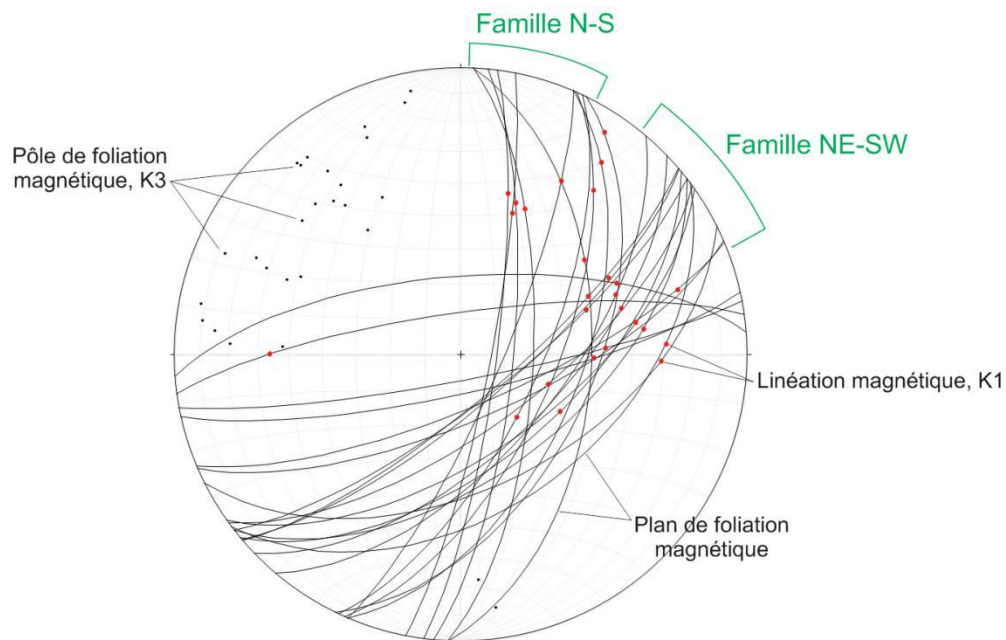 Famille N-S
Famille NE-SW
Pôle de foliation
magnétique, K3
Linéation magnétique, K1
Plan de foliation
magnétique